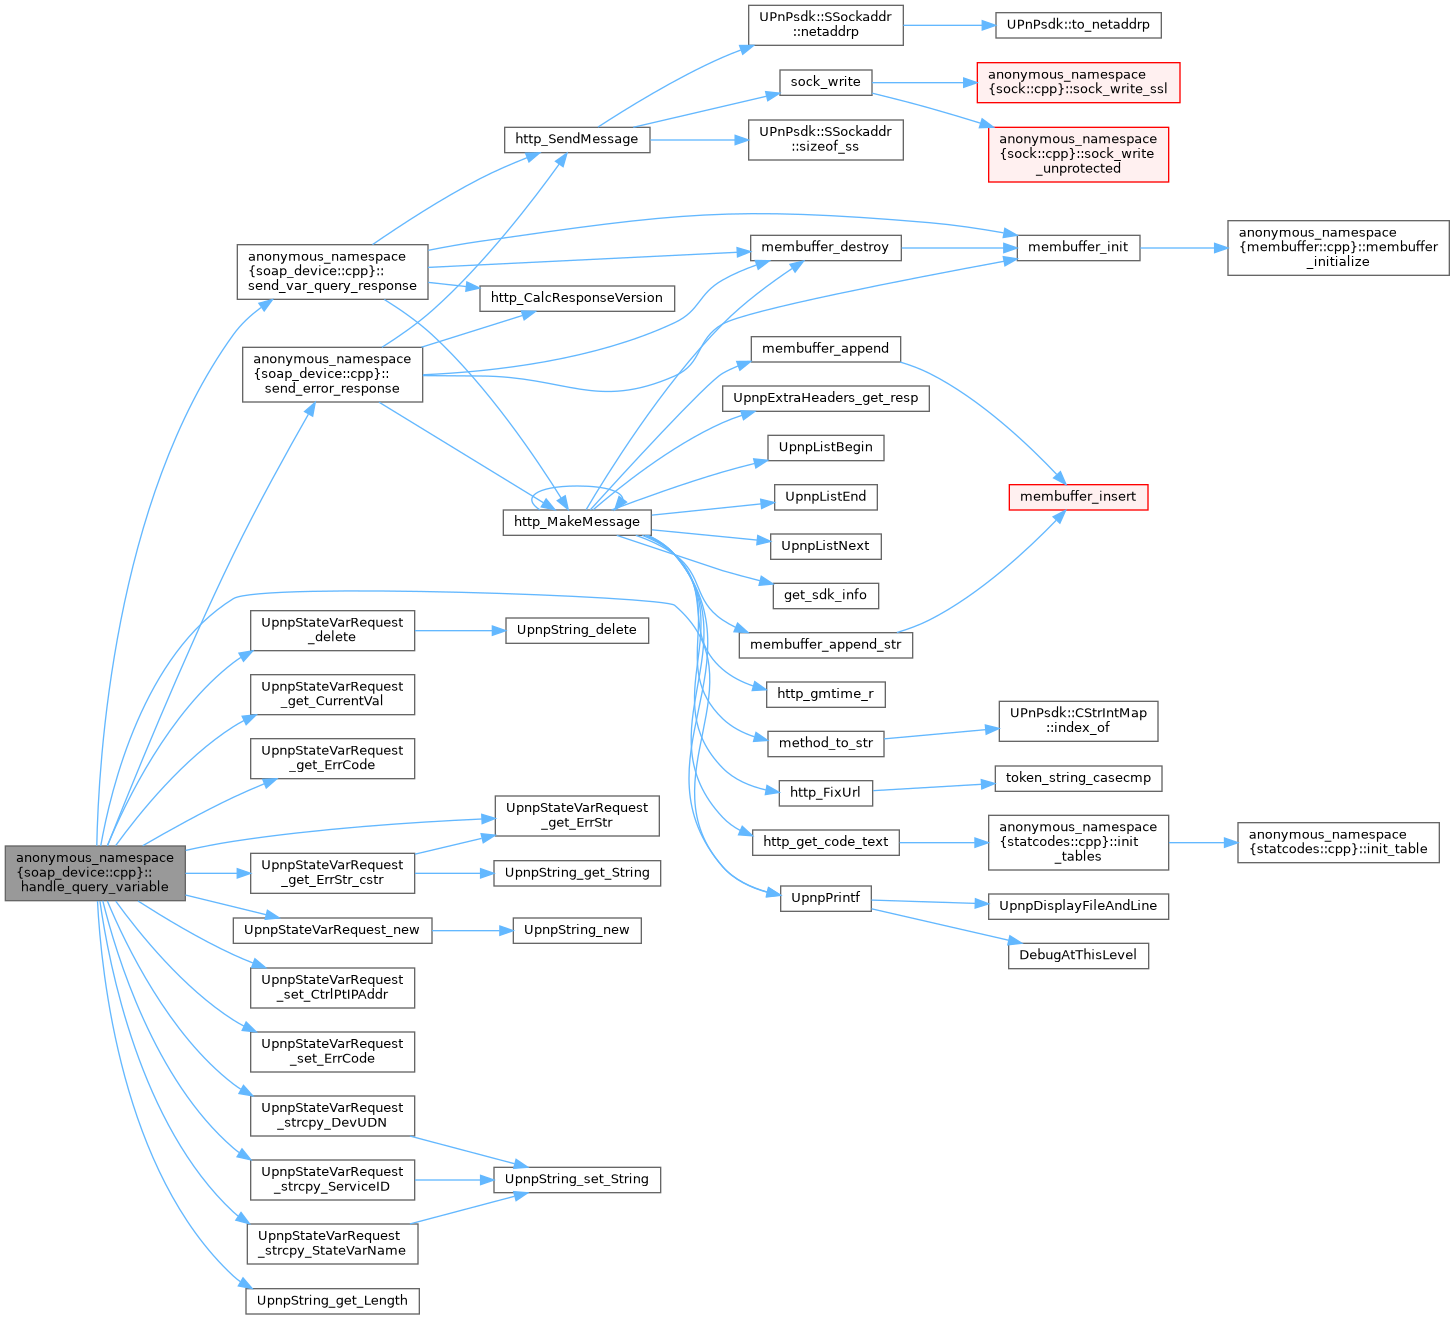 UPnPsdk::SSockaddr
::netaddrp
UPnPsdk::to_netaddrp
sock_write
anonymous_namespace
{sock::cpp}::sock_write_ssl
http_SendMessage
UPnPsdk::SSockaddr
::sizeof_ss
anonymous_namespace
{sock::cpp}::sock_write
_unprotected
anonymous_namespace
{soap_device::cpp}::
send_var_query_response
membuffer_destroy
membuffer_init
anonymous_namespace
{membuffer::cpp}::membuffer
_initialize
http_CalcResponseVersion
anonymous_namespace
{soap_device::cpp}::
send_error_response
membuffer_append
UpnpExtraHeaders_get_resp
UpnpListBegin
UpnpListEnd
membuffer_insert
http_MakeMessage
UpnpListNext
get_sdk_info
UpnpStateVarRequest
_delete
UpnpString_delete
membuffer_append_str
UpnpStateVarRequest
_get_CurrentVal
http_gmtime_r
UPnPsdk::CStrIntMap
::index_of
method_to_str
UpnpStateVarRequest
_get_ErrCode
token_string_casecmp
http_FixUrl
UpnpStateVarRequest
_get_ErrStr
http_get_code_text
anonymous_namespace
{statcodes::cpp}::init
_tables
anonymous_namespace
{statcodes::cpp}::init_table
anonymous_namespace
{soap_device::cpp}::
handle_query_variable
UpnpStateVarRequest
_get_ErrStr_cstr
UpnpString_get_String
UpnpPrintf
UpnpDisplayFileAndLine
UpnpStateVarRequest_new
UpnpString_new
DebugAtThisLevel
UpnpStateVarRequest
_set_CtrlPtIPAddr
UpnpStateVarRequest
_set_ErrCode
UpnpStateVarRequest
_strcpy_DevUDN
UpnpStateVarRequest
_strcpy_ServiceID
UpnpString_set_String
UpnpStateVarRequest
_strcpy_StateVarName
UpnpString_get_Length